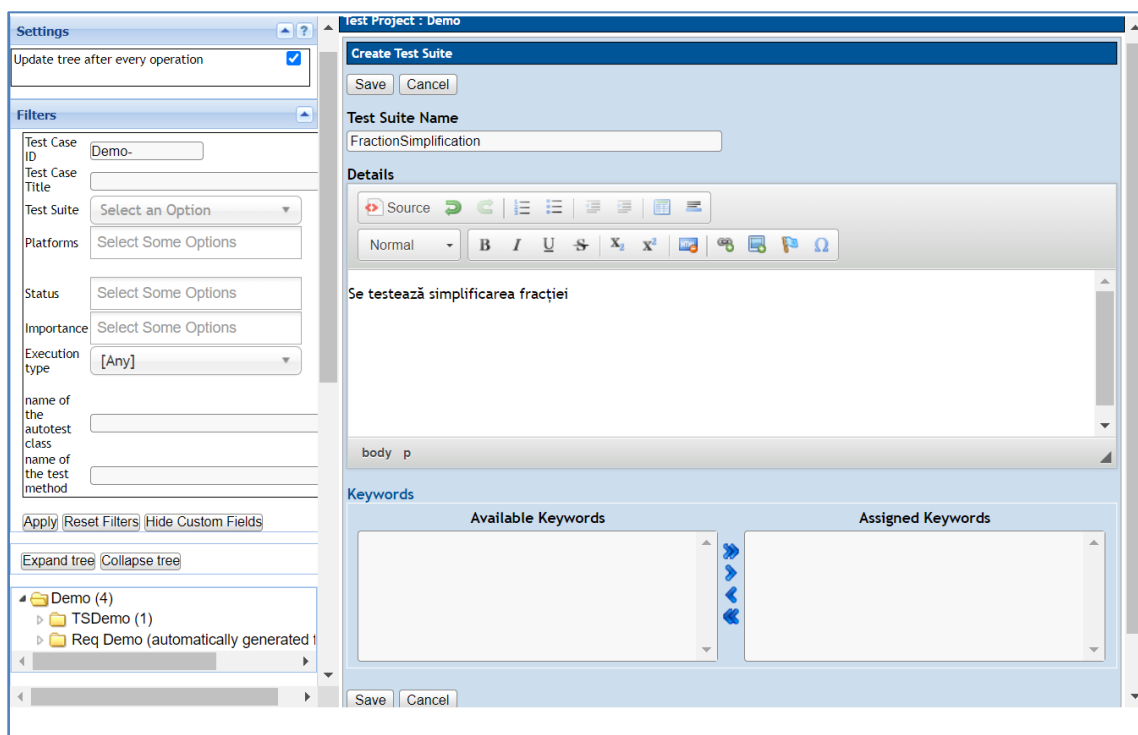 Settings
?
Update tree after every operation
Filters
Test Case
ID
Demo-
Test Case
Title
Test Suite
Select an Option
Platforms
Select Some Options
Status
Select Some Options
Importance
Select Some Options
Execution
type
[Any]
name of
the
autotest
class
name of
the test
method
Apply Reset Filters Hide Custom Fields
Expand tree Collapse tree
Demo (4)
TSDemo (1)
Req Demo (automatically generated
Test Project : Demo
Create Test Suite
Save Cancel
Test Suite Name
FractionSimplification
Details
Source
Normal B I U S X₂ x² Ω
Se testează simplificarea fracției
body p
Keywords
Available Keywords Assigned Keywords
Save Cancel